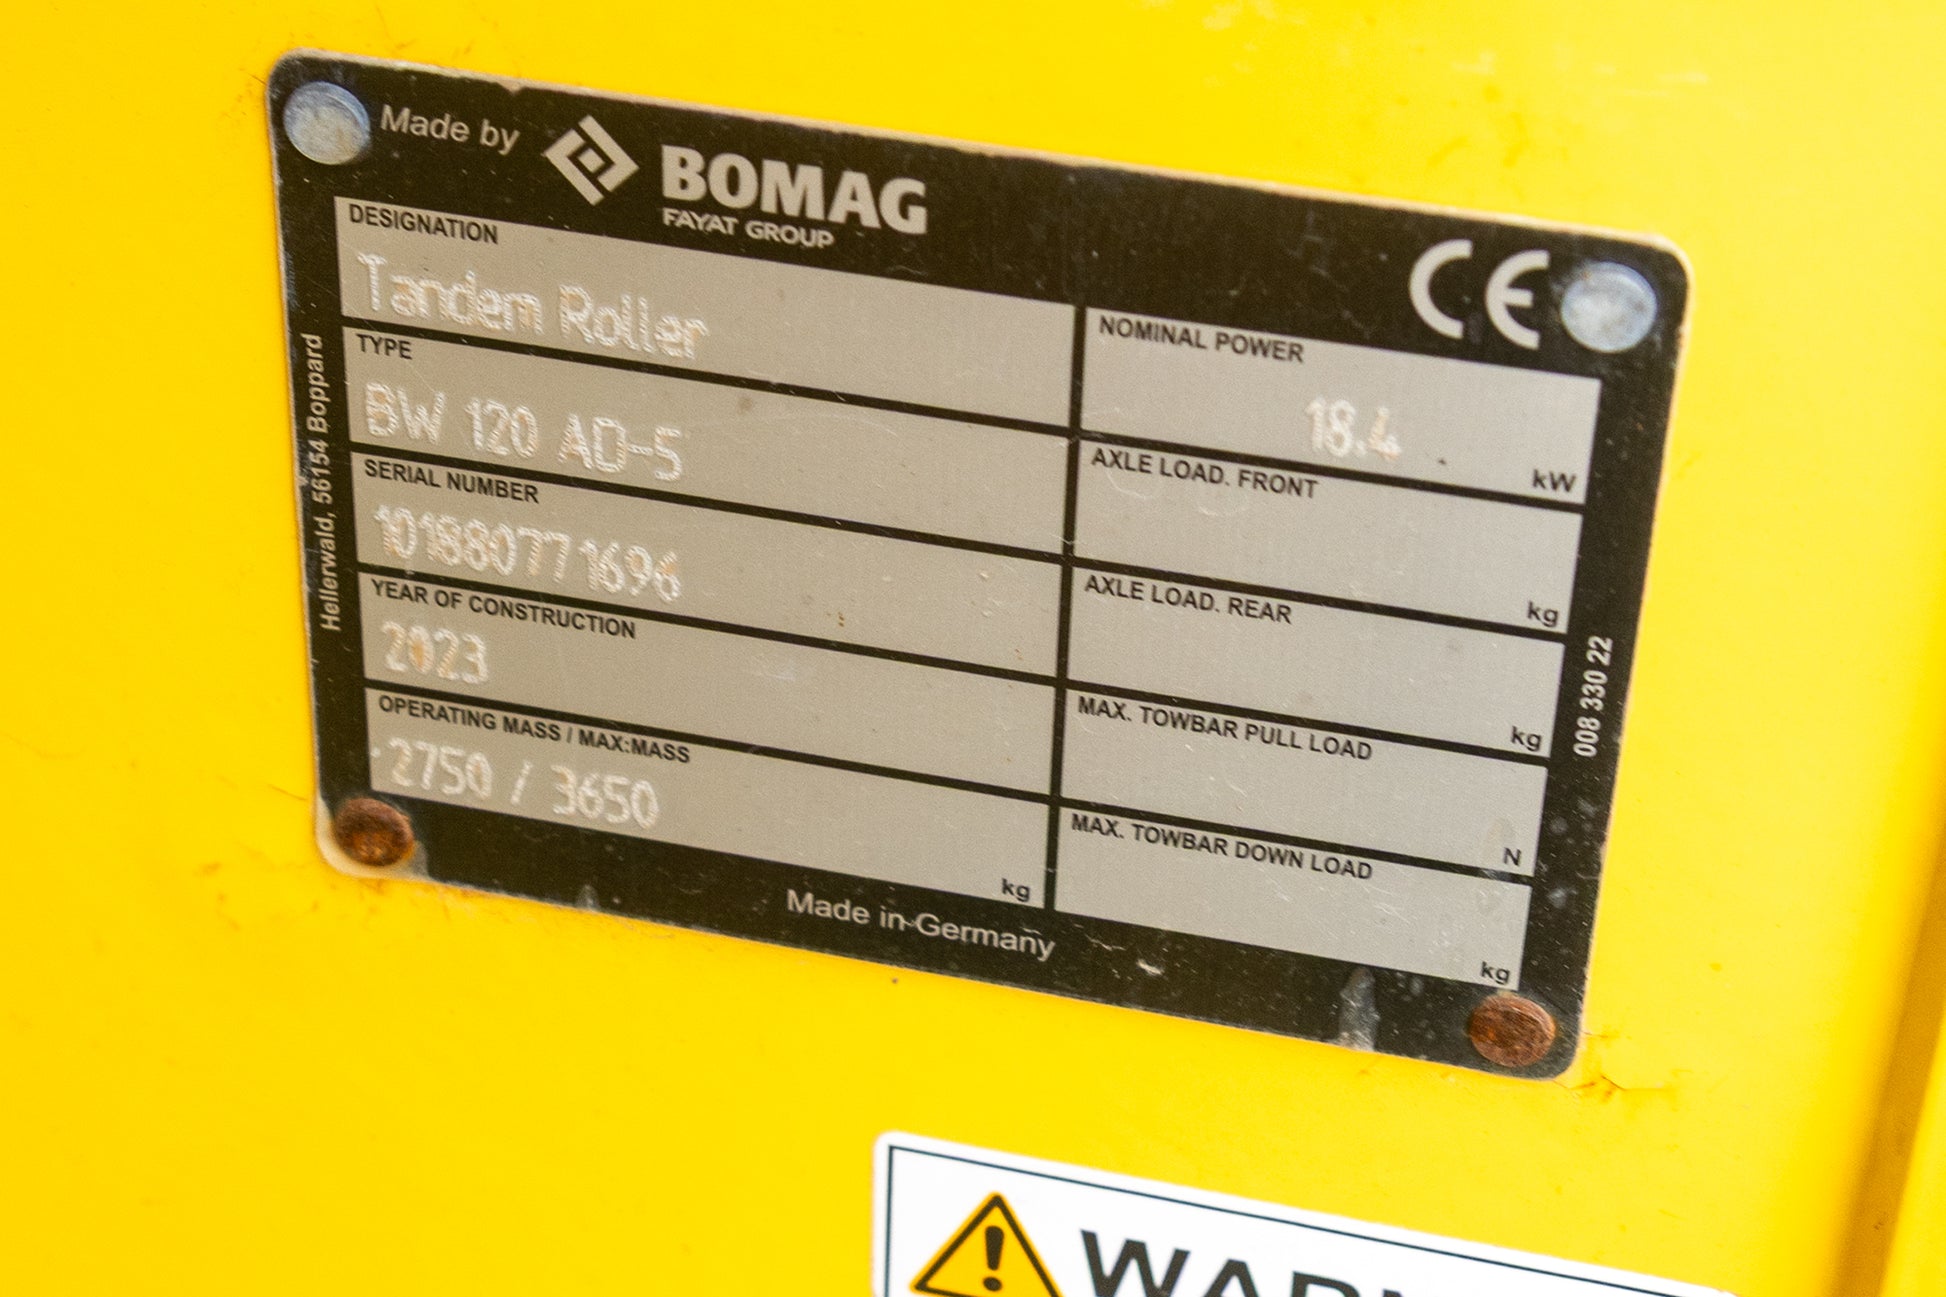 Made by BOMAG
FAYAT GROUP
CE
DESIGNATION
Tandem Roller
TYPE
BW 120 AD-5
SERIAL NUMBER
101880771696
YEAR OF CONSTRUCTION
2023
OPERATING MASS / MAX:MASS
2750 / 3650
kg
NOMINAL POWER
18.4
kW
AXLE LOAD. FRONT
kg
AXLE LOAD. REAR
kg
MAX. TOWBAR PULL LOAD
N
MAX. TOWBAR DOWN LOAD
kg
Hellerwald, 56154 Boppard
008 330 22
Made in Germany